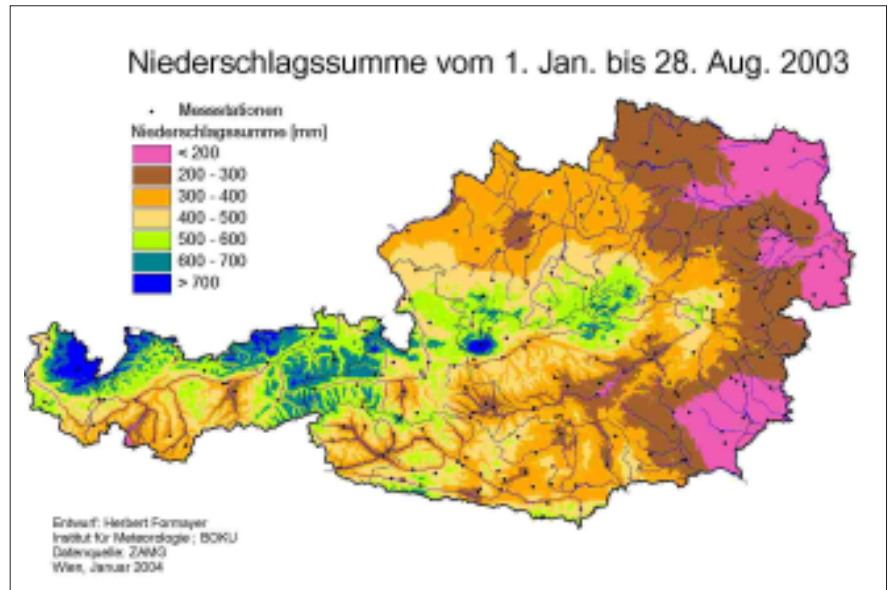 Niederschlagssumme vom 1. Jan. bis 28. Aug. 2003
Messstationen
Niederschlagssumme [mm]
< 200
200 - 300
300 - 400
400 - 500
500 - 600
600 - 700
> 700
Entwurf: Herbert Formayer
Institut für Meteorologie ; BOKU
Datenquelle: ZAMG
Wien, Januar 2004